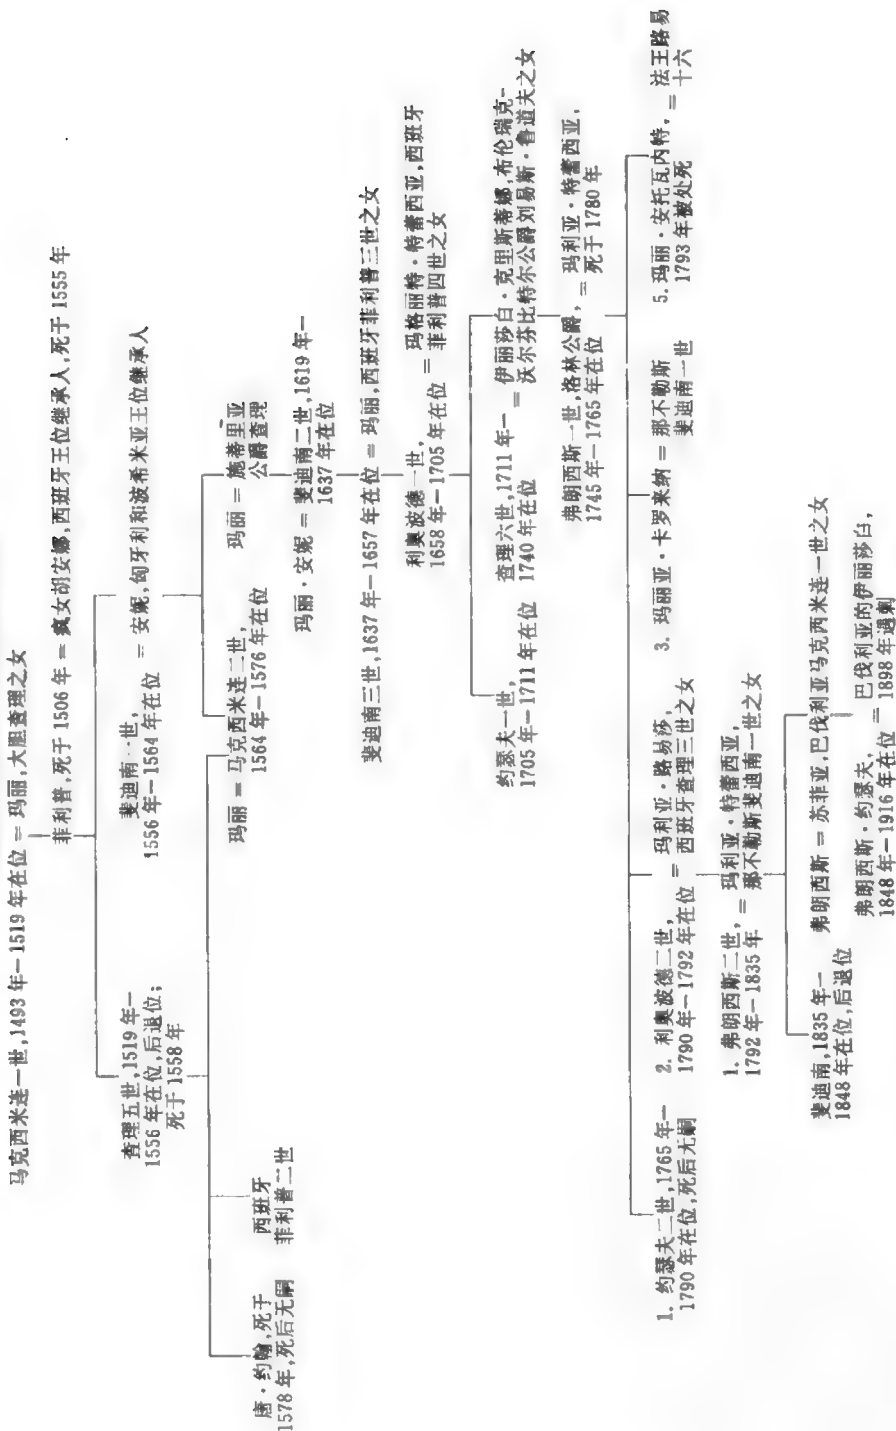 马克西米连一世,1493 年—1519 年在位 = 玛丽,大胆查理之女
菲利普,死于 1506 年 = 疯女胡安娜,西班牙王位继承人,死于 1555 年
查理五世,1519 年—
1556 年在位,后退位;
死于 1558 年
斐迪南一世,
1556 年—1564 年在位
= 安妮,匈牙利和波希米亚王位继承人
唐·约翰,死于
1578 年,死后无嗣
西班牙
菲利普二世
玛丽 = 马克西米连二世,
1564 年—1576 年在位
玛丽 = 施蒂里亚
公爵查理
玛丽·安妮 = 斐迪南二世,1619 年—
1637 年在位
斐迪南三世,1637 年—1657 年在位 = 玛丽,西班牙菲利普三世之女
利奥波德一世,
1658 年—1705 年在位
= 玛格丽特·特蕾西亚,西班牙
菲利普四世之女
约瑟夫一世,
1705 年—1711 年在位
查理六世,1711 年—
1740 年在位
= 伊丽莎白·克里斯蒂娜,布伦瑞克-
沃尔芬比特尔公爵刘易斯·鲁道夫之女
弗朗西斯一世,洛林公爵,
1745 年—1765 年在位
= 玛利亚·特蕾西亚,
死于 1780 年
1. 约瑟夫二世,1765 年—
1790 年在位,死后无嗣
2. 利奥波德二世,
1790 年—1792 年在位
= 玛利亚·路易莎,
西班牙查理三世之女
3. 玛丽亚·卡罗来纳 = 那不勒斯
斐迪南一世
5. 玛丽·安托瓦内特,
1793 年被处死
= 法王路易
十六
1. 弗朗西斯二世,
1792 年—1835 年
= 玛利亚·特蕾西亚,
那不勒斯斐迪南一世之女
斐迪南,1835 年—
1848 年在位,后退位
弗朗西斯 = 苏菲亚,巴伐利亚马克西米连一世之女
弗朗西斯·约瑟夫,
1848 年—1916 年在位
= 巴伐利亚的伊丽莎白,
1898 年遇刺